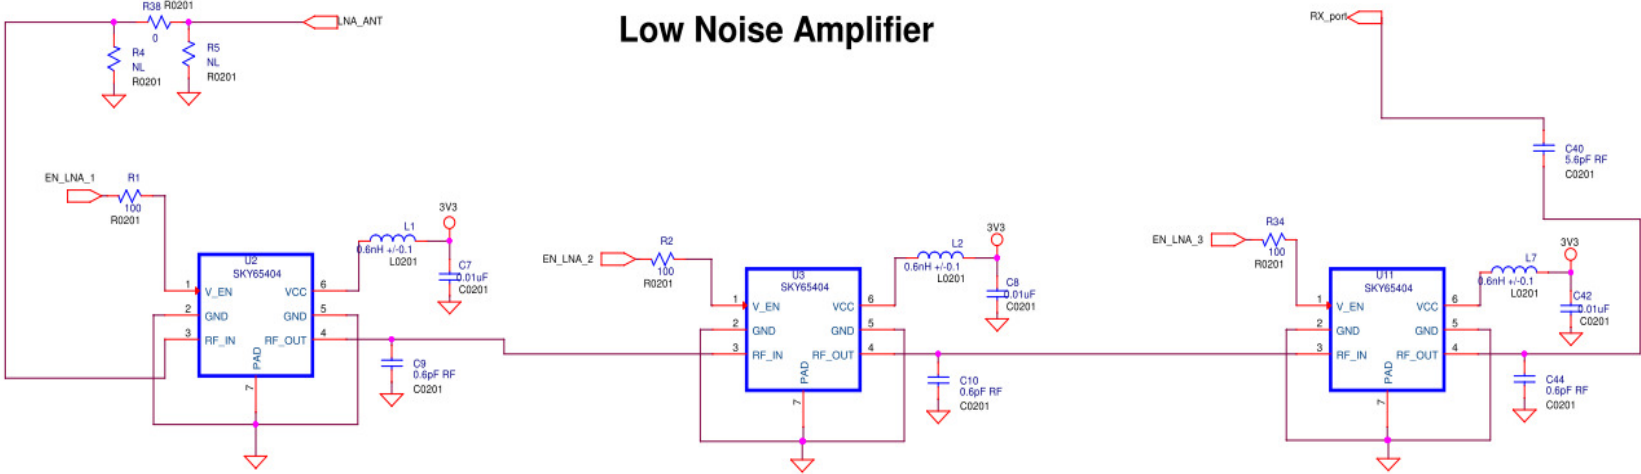 Low Noise Amplifier
R38 R0201
0
LNA_ANT
R4
NL
R0201
R5
NL
R0201
RX_port
C40
5.6pF RF
C0201
EN_LNA_1
R1
100
R0201
3V3
L1
0.6nH +/-0.1
L0201
C7
0.01uF
C0201
U2
SKY65404
1 V_EN VCC 6
2 GND GND 5
3 RF_IN RF_OUT 4
PAD
7
C9
0.6pF RF
C0201
EN_LNA_2
R2
100
R0201
3V3
L2
0.6nH +/-0.1
L0201
C8
0.01uF
C0201
U3
SKY65404
1 V_EN VCC 6
2 GND GND 5
3 RF_IN RF_OUT 4
PAD
7
C10
0.6pF RF
C0201
EN_LNA_3
R34
100
R0201
3V3
L7
0.6nH +/-0.1
L0201
C42
0.01uF
C0201
U11
SKY65404
1 V_EN VCC 6
2 GND GND 5
3 RF_IN RF_OUT 4
PAD
7
C44
0.6pF RF
C0201